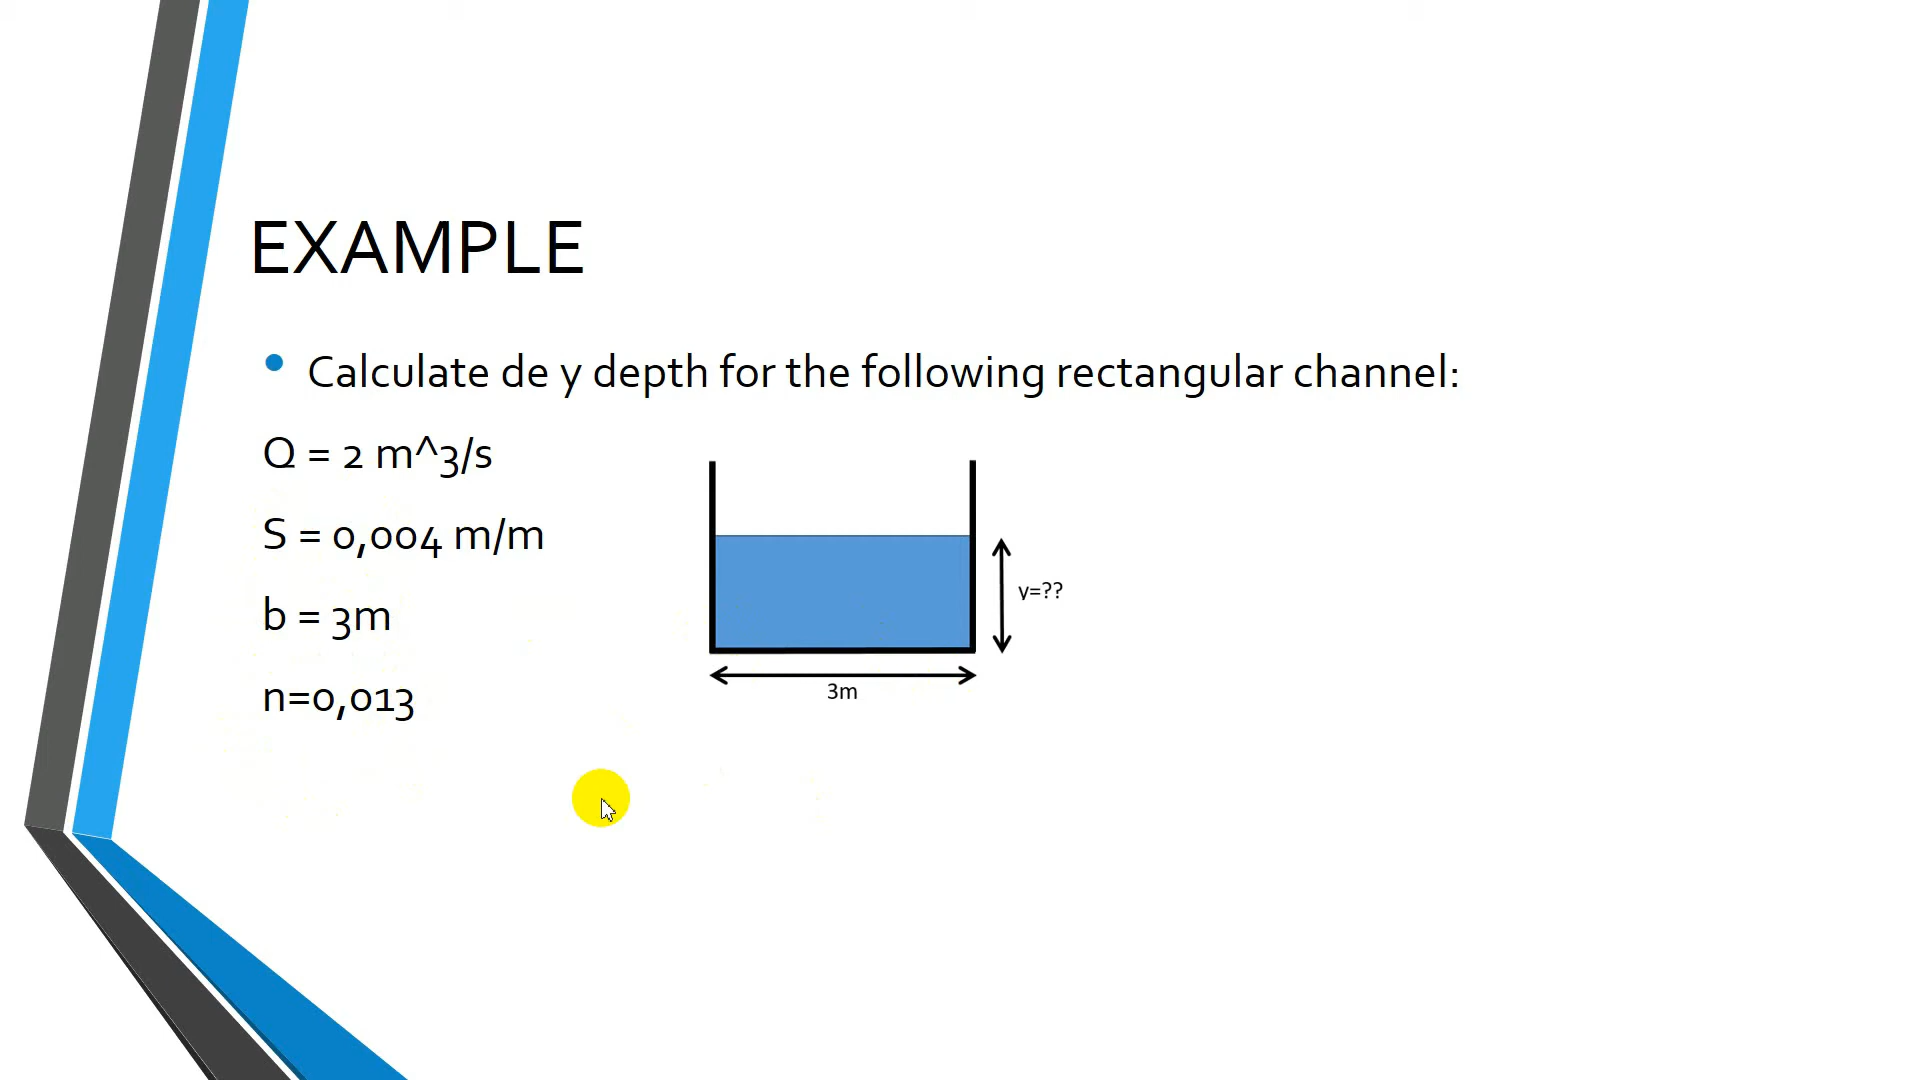 EXAMPLE
Calculate de y depth for the following rectangular channel:
Q = 2 m^3/s
S = 0,004 m/m
b = 3m
n=0,013
y=??
3m